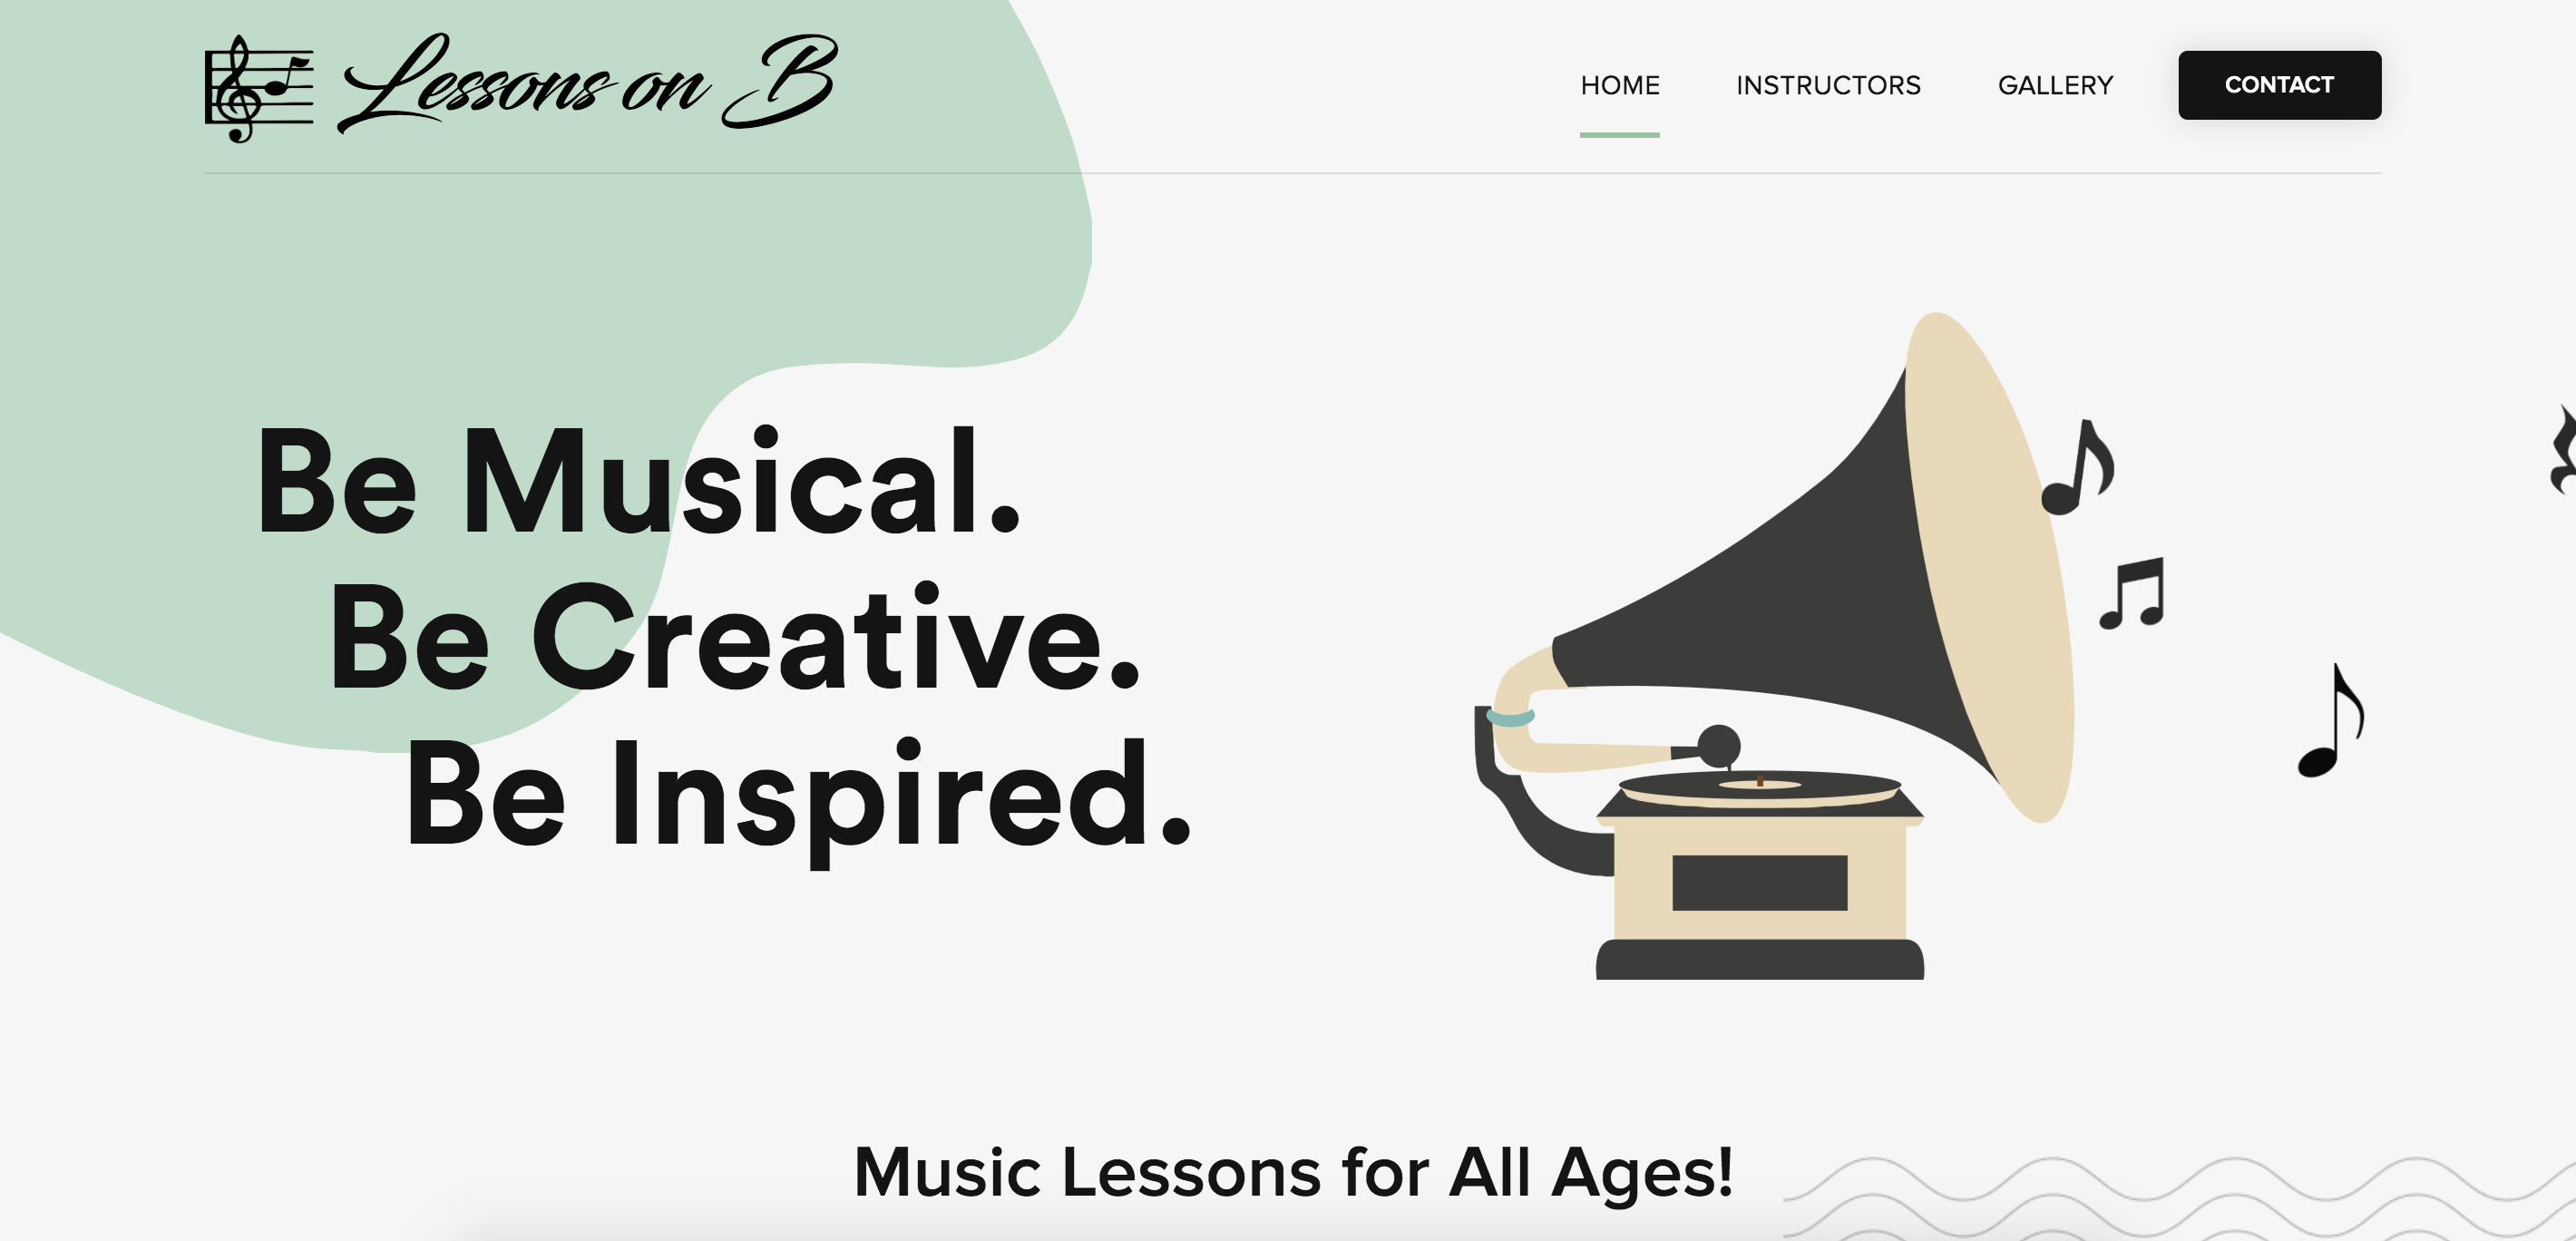 Lessons on B
HOME INSTRUCTORS GALLERY CONTACT
Be Musical.
Be Creative.
Be Inspired.
Music Lessons for All Ages!